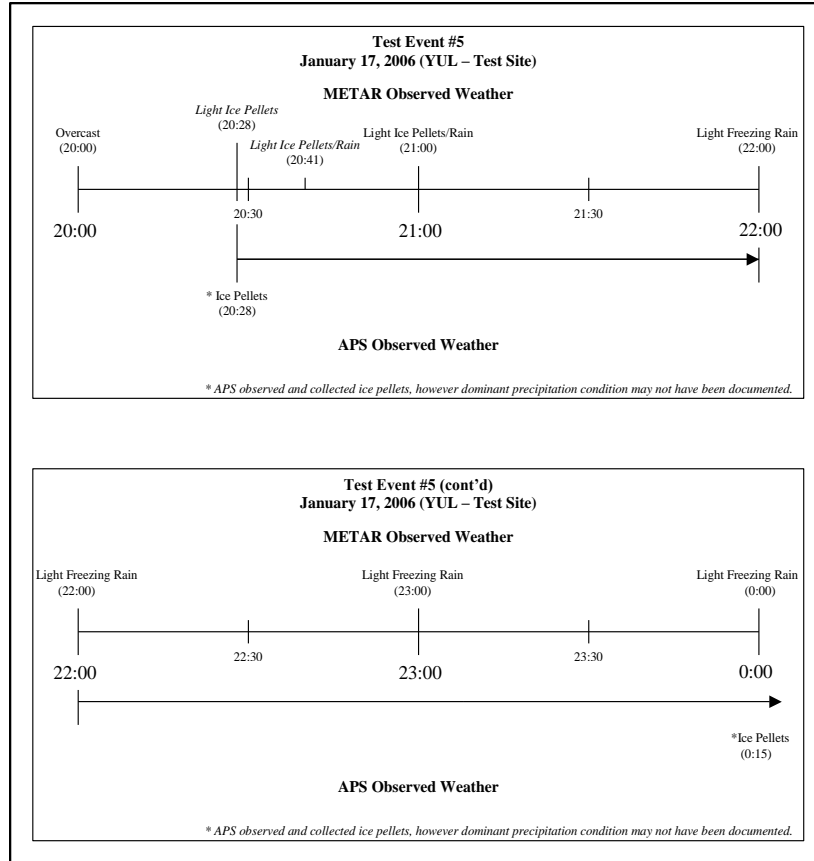 Test Event #5
January 17, 2006 (YUL – Test Site)
METAR Observed Weather
Light Ice Pellets
(20:28)
Overcast
(20:00)
Light Ice Pellets/Rain
(20:41)
Light Ice Pellets/Rain
(21:00)
Light Freezing Rain
(22:00)
20:30
21:30
20:00
21:00
22:00
* Ice Pellets
(20:28)
APS Observed Weather
* APS observed and collected ice pellets, however dominant precipitation condition may not have been documented.
Test Event #5 (cont'd)
January 17, 2006 (YUL – Test Site)
METAR Observed Weather
Light Freezing Rain
(22:00)
Light Freezing Rain
(23:00)
Light Freezing Rain
(0:00)
22:30
23:30
22:00
23:00
0:00
*Ice Pellets
(0:15)
APS Observed Weather
* APS observed and collected ice pellets, however dominant precipitation condition may not have been documented.